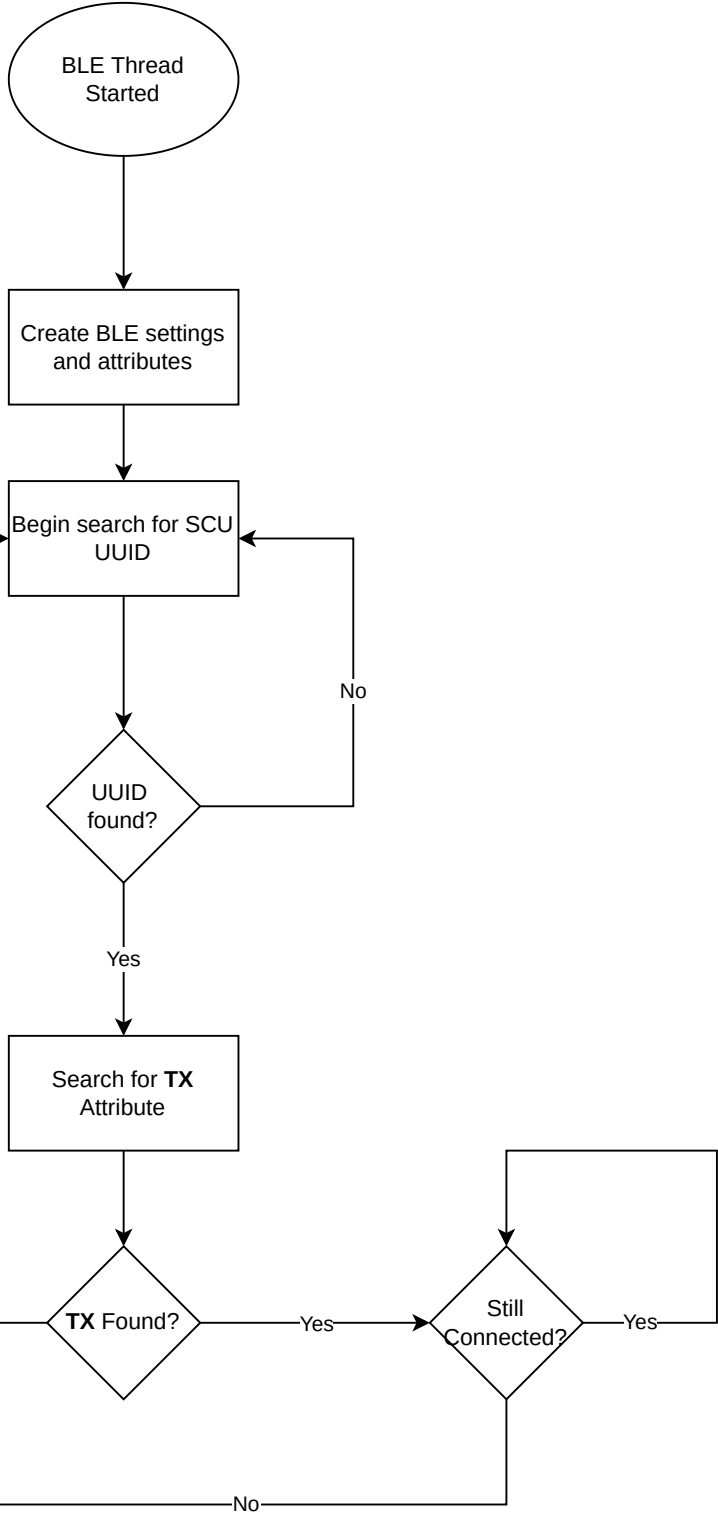 BLE Thread
Started
Create BLE settings
and attributes
Begin search for SCU
UUID
No
UUID
found?
Yes
Search for TX
Attribute
TX Found?
Yes
Still
Connected?
Yes
No